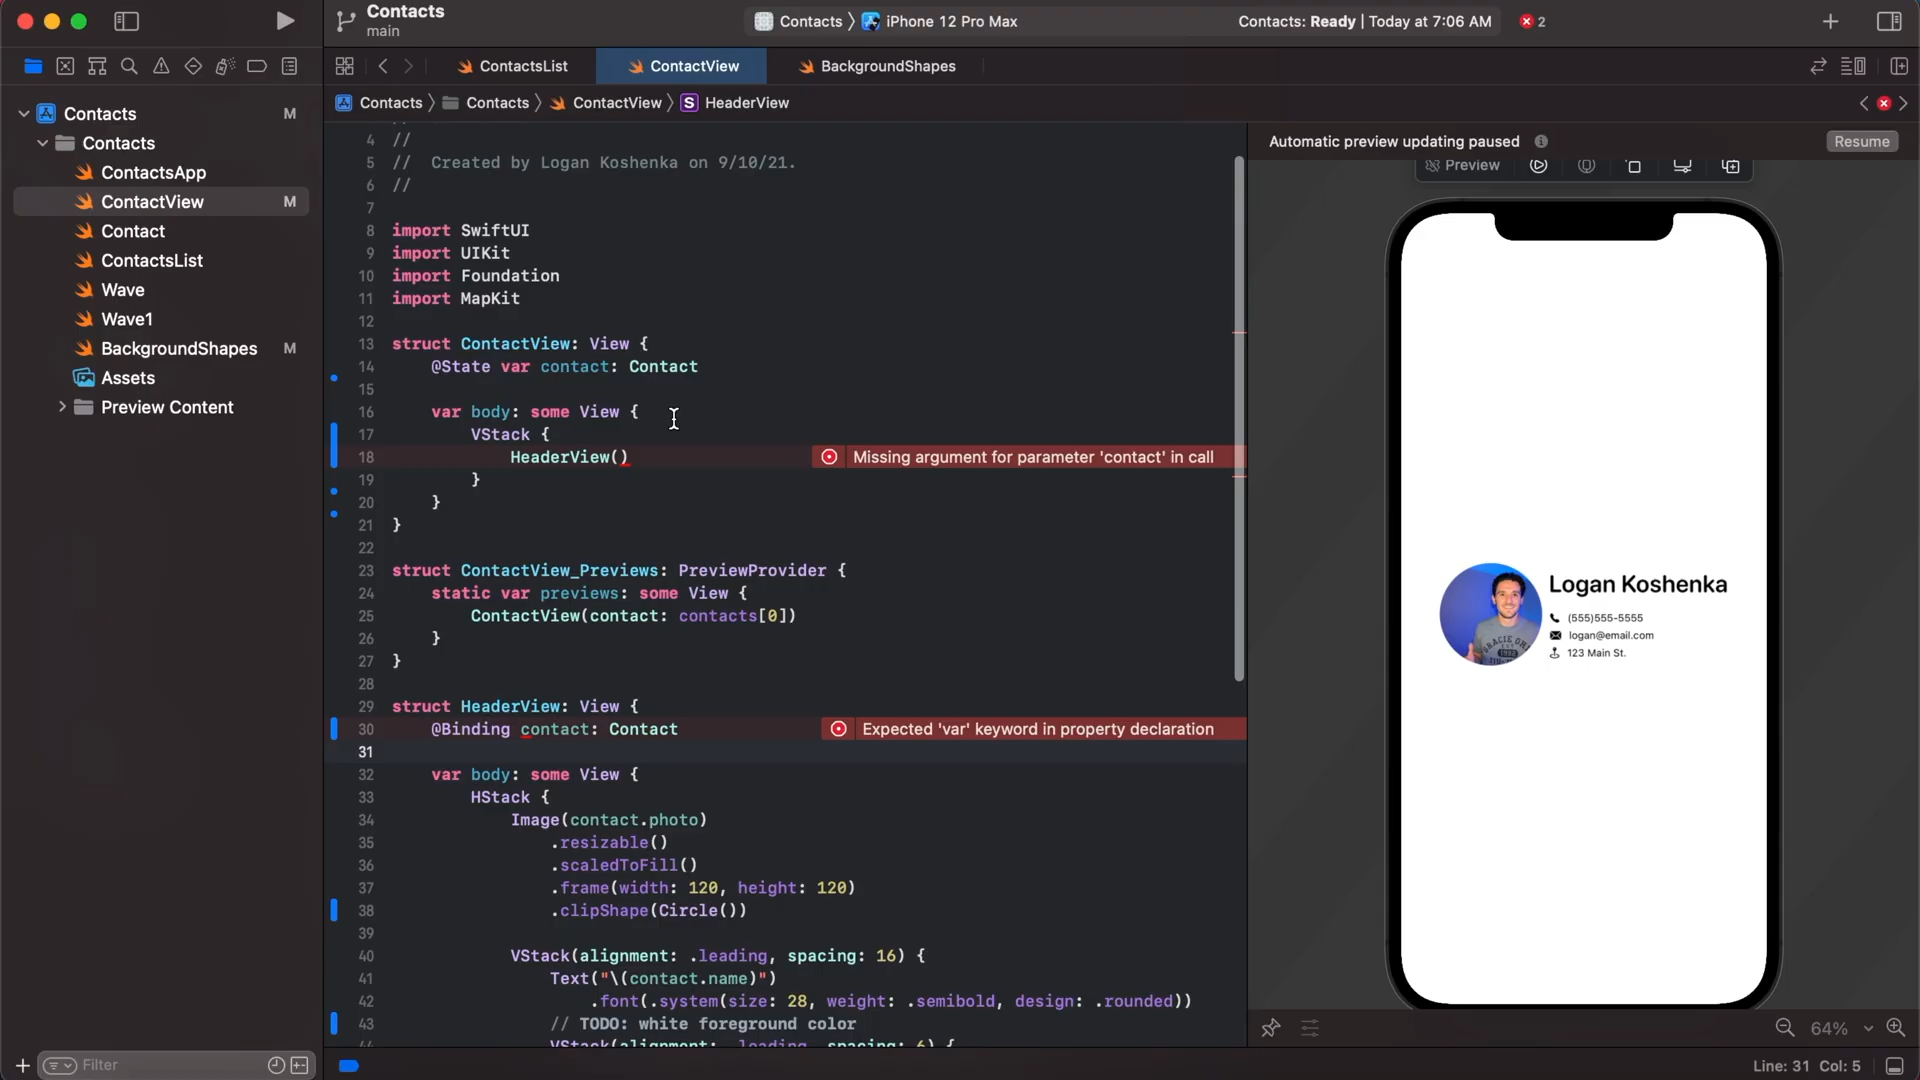 Contacts
main
Contacts 〉 iPhone 12 Pro Max
Contacts: Ready | Today at 7:06 AM
2
ContactsList
ContactView
BackgroundShapes
Contacts 〉 Contacts 〉 ContactView 〉 S HeaderView
Contacts M
Contacts
ContactsApp
ContactView M
Contact
ContactsList
Wave
Wave1
BackgroundShapes M
Assets
Preview Content
Filter
4 //
5 //  Created by Logan Koshenka on 9/10/21.
6 //
7
8 import SwiftUI
9 import UIKit
10 import Foundation
11 import MapKit
12
13 struct ContactView: View {
14     @State var contact: Contact
15
16     var body: some View {
17         VStack {
18             HeaderView() Missing argument for parameter 'contact' in call
19         }
20     }
21 }
22
23 struct ContactView_Previews: PreviewProvider {
24     static var previews: some View {
25         ContactView(contact: contacts[0])
26     }
27 }
28
29 struct HeaderView: View {
30     @Binding contact: Contact Expected 'var' keyword in property declaration
31
32     var body: some View {
33         HStack {
34             Image(contact.photo)
35                 .resizable()
36                 .scaledToFill()
37                 .frame(width: 120, height: 120)
38                 .clipShape(Circle())
39
40             VStack(alignment: .leading, spacing: 16) {
41                 Text("\(contact.name)")
42                     .font(.system(size: 28, weight: .semibold, design: .rounded))
43                 // TODO: white foreground color
44                 VStack(alignment: .leading, spacing: 6) {
Automatic preview updating paused
Resume
Preview
Logan Koshenka
(555)555-5555
logan@email.com
123 Main St.
64%
Line: 31 Col: 5